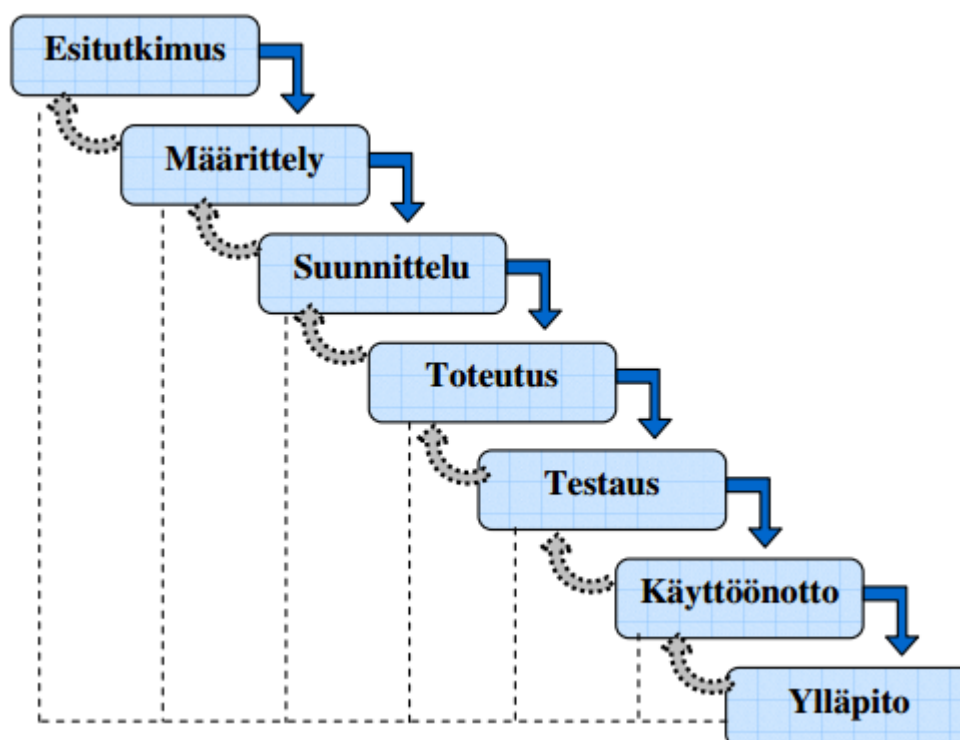 Esitutkimus
Määrittely
Suunnittelu
Toteutus
Testaus
Käyttöönotto
Ylläpito